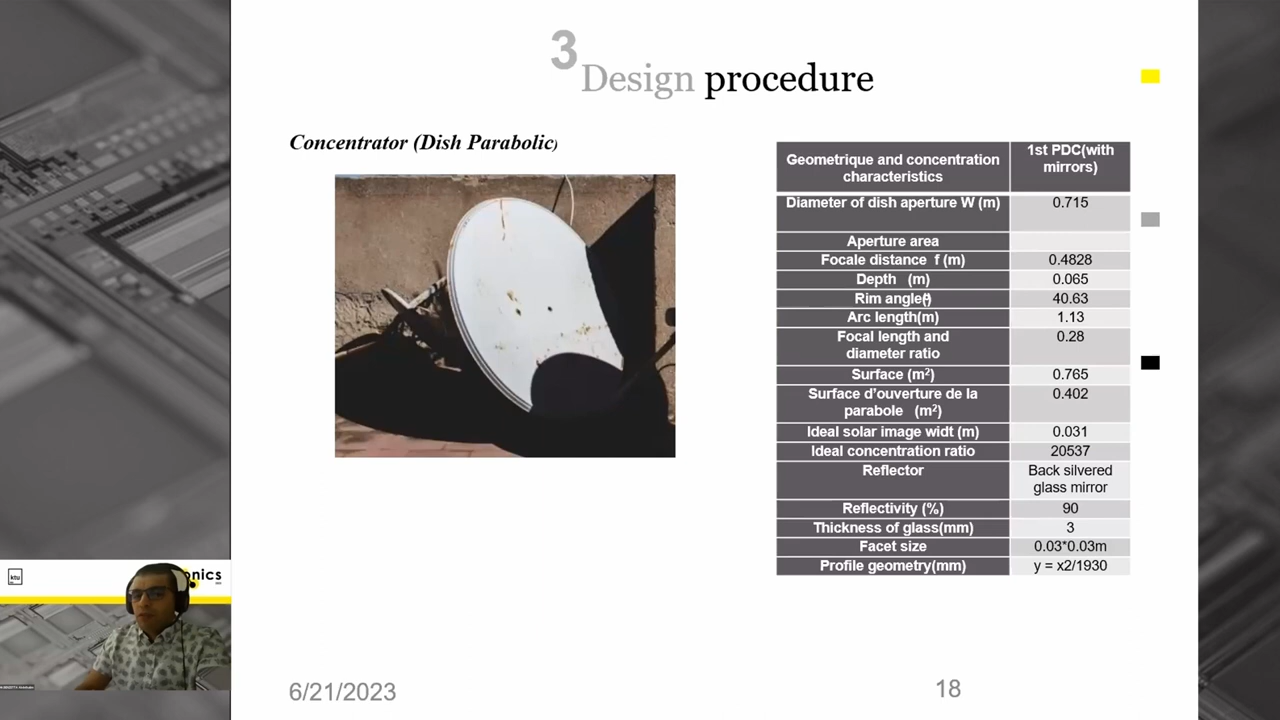 3
Design procedure
Concentrator (Dish Parabolic)
Geometrique and concentration
characteristics
1st PDC(with
mirrors)
Diameter of dish aperture W (m)
0.715
Aperture area
Focale distance f (m)
0.4828
Depth (m)
0.065
Rim angle
40.63
Arc length(m)
1.13
Focal length and
diameter ratio
0.28
Surface (m²)
0.765
Surface d'ouverture de la
parabole (m²)
0.402
Ideal solar image widt (m)
0.031
Ideal concentration ratio
20537
Reflector
Back silvered
glass mirror
Reflectivity (%)
90
Thickness of glass(mm)
3
Facet size
0.03*0.03m
Profile geometry(mm)
y = x2/1930
ktu
6/21/2023
18